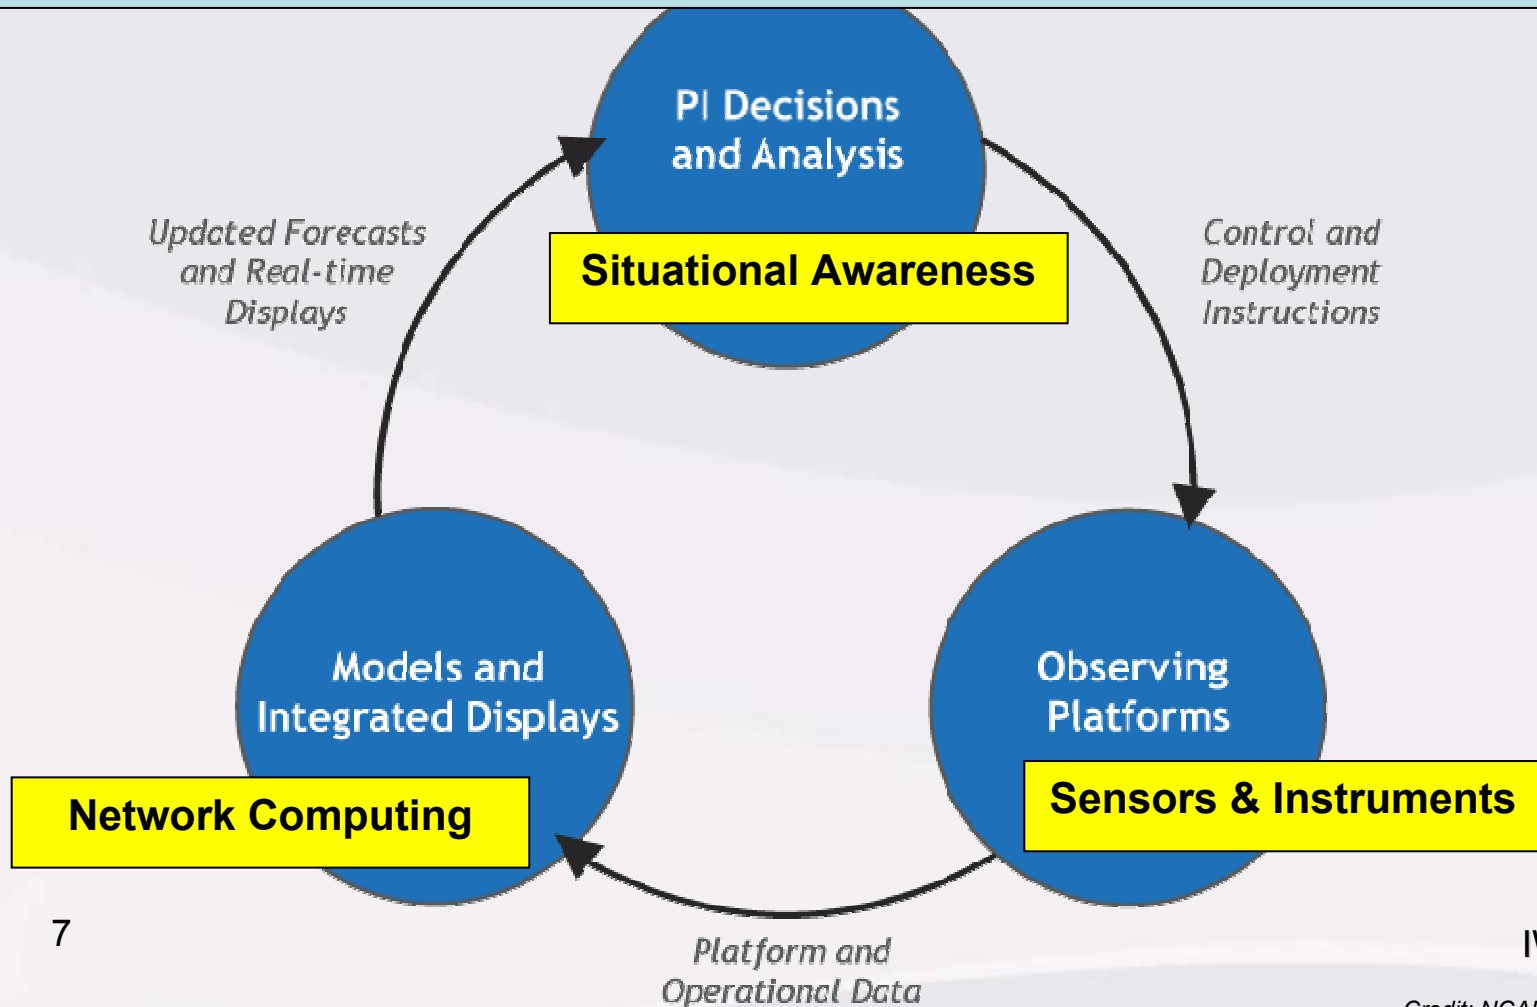 PI Decisions
and Analysis
Situational Awareness
Updated Forecasts
and Real-time
Displays
Control and
Deployment
Instructions
Models and
Integrated Displays
Network Computing
Observing
Platforms
Sensors & Instruments
Platform and
Operational Data
7
Credit: